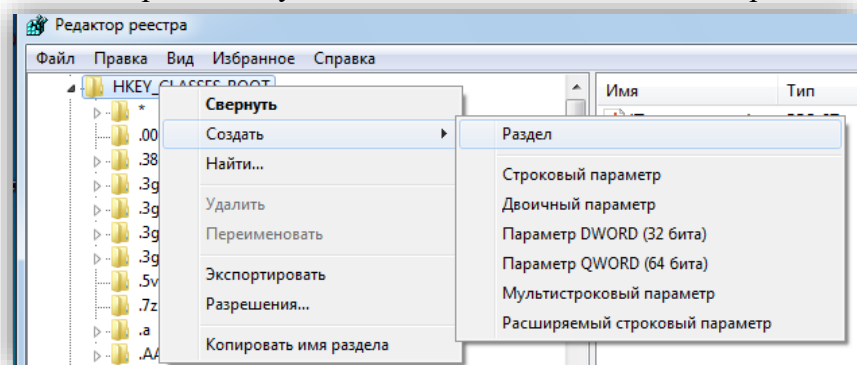 Редактор реестра
Файл Правка Вид Избранное Справка
HKEY_CLASSES_ROOT
Имя Тип
*
.00
.38
.3g
.3g
.3g
.3g
.5v
.7z
.a
.AA
Свернуть
Создать
Найти...
Удалить
Переименовать
Экспортировать
Разрешения...
Копировать имя раздела
Раздел
Строковый параметр
Двоичный параметр
Параметр DWORD (32 бита)
Параметр QWORD (64 бита)
Мультистроковый параметр
Расширяемый строковый параметр